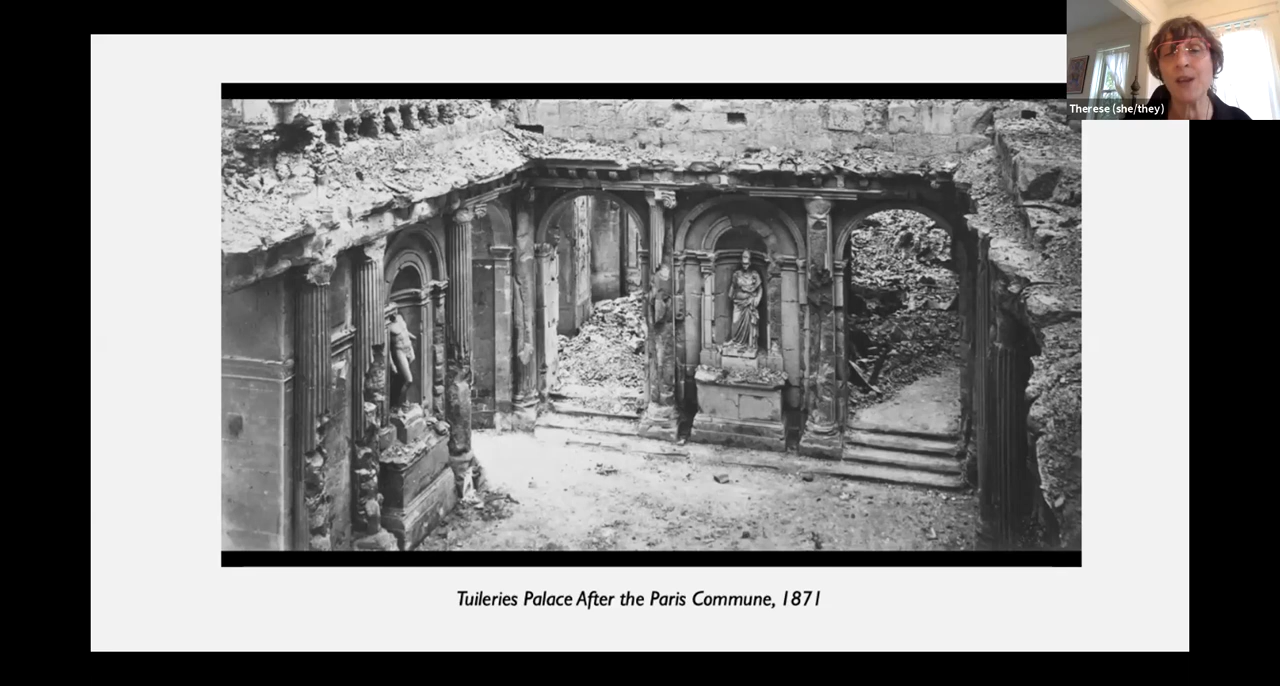 Therese (she/they)
Tuileries Palace After the Paris Commune, 1871